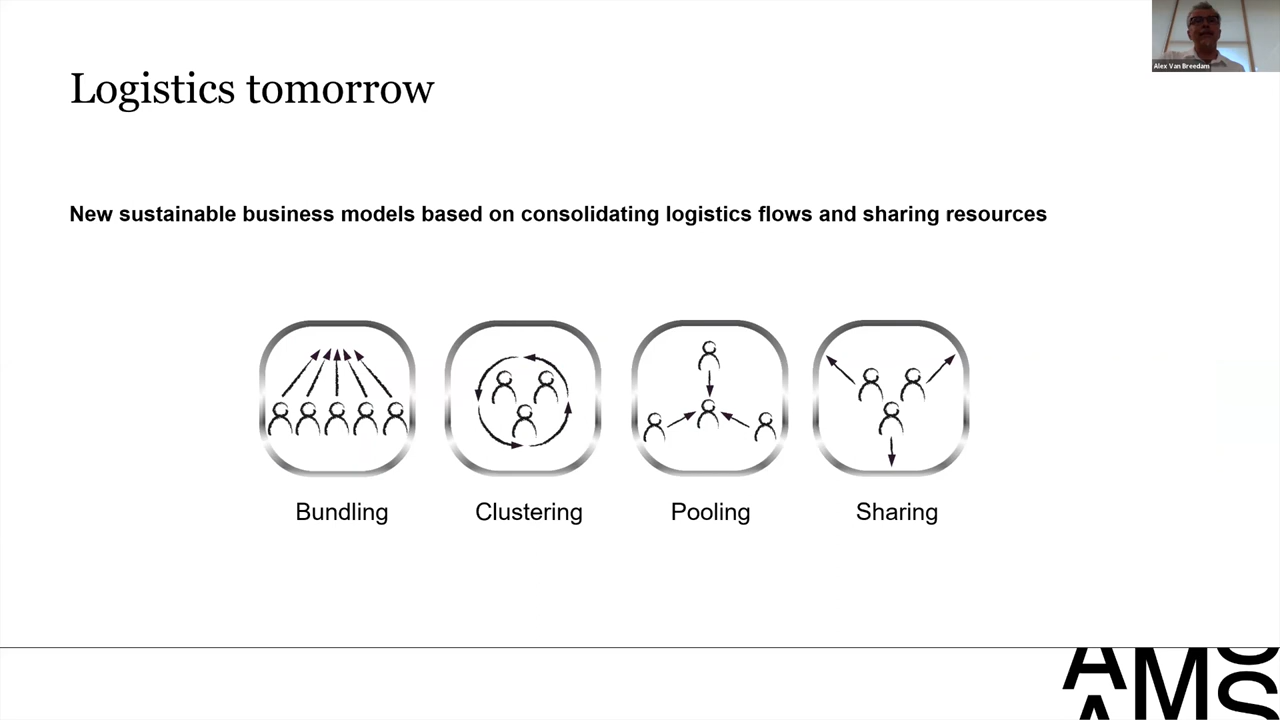 Alex Van Breedam
Logistics tomorrow
New sustainable business models based on consolidating logistics flows and sharing resources
Bundling
Clustering
Pooling
Sharing
AMS
AMS